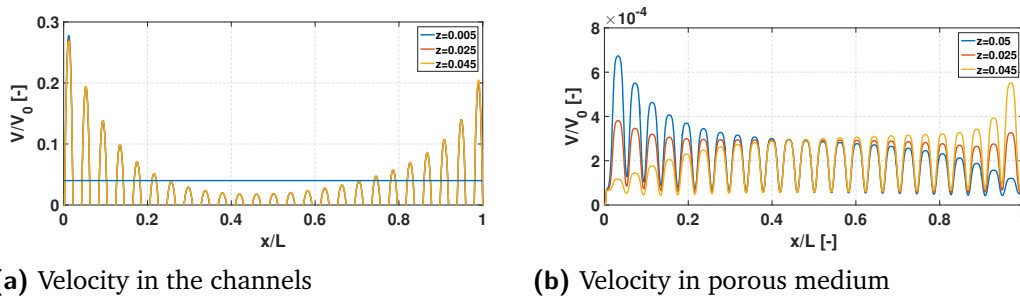 0.3
z=0.005
z=0.025
z=0.045
0.2
V/V0 [-]
0.1
0
0 0.2 0.4 0.6 0.8 1
x/L
(a) Velocity in the channels
×10-4
8
z=0.05
z=0.025
z=0.045
6
V/V0 [-]
4
2
0
0 0.2 0.4 0.6 0.8 1
x/L [-]
(b) Velocity in porous medium